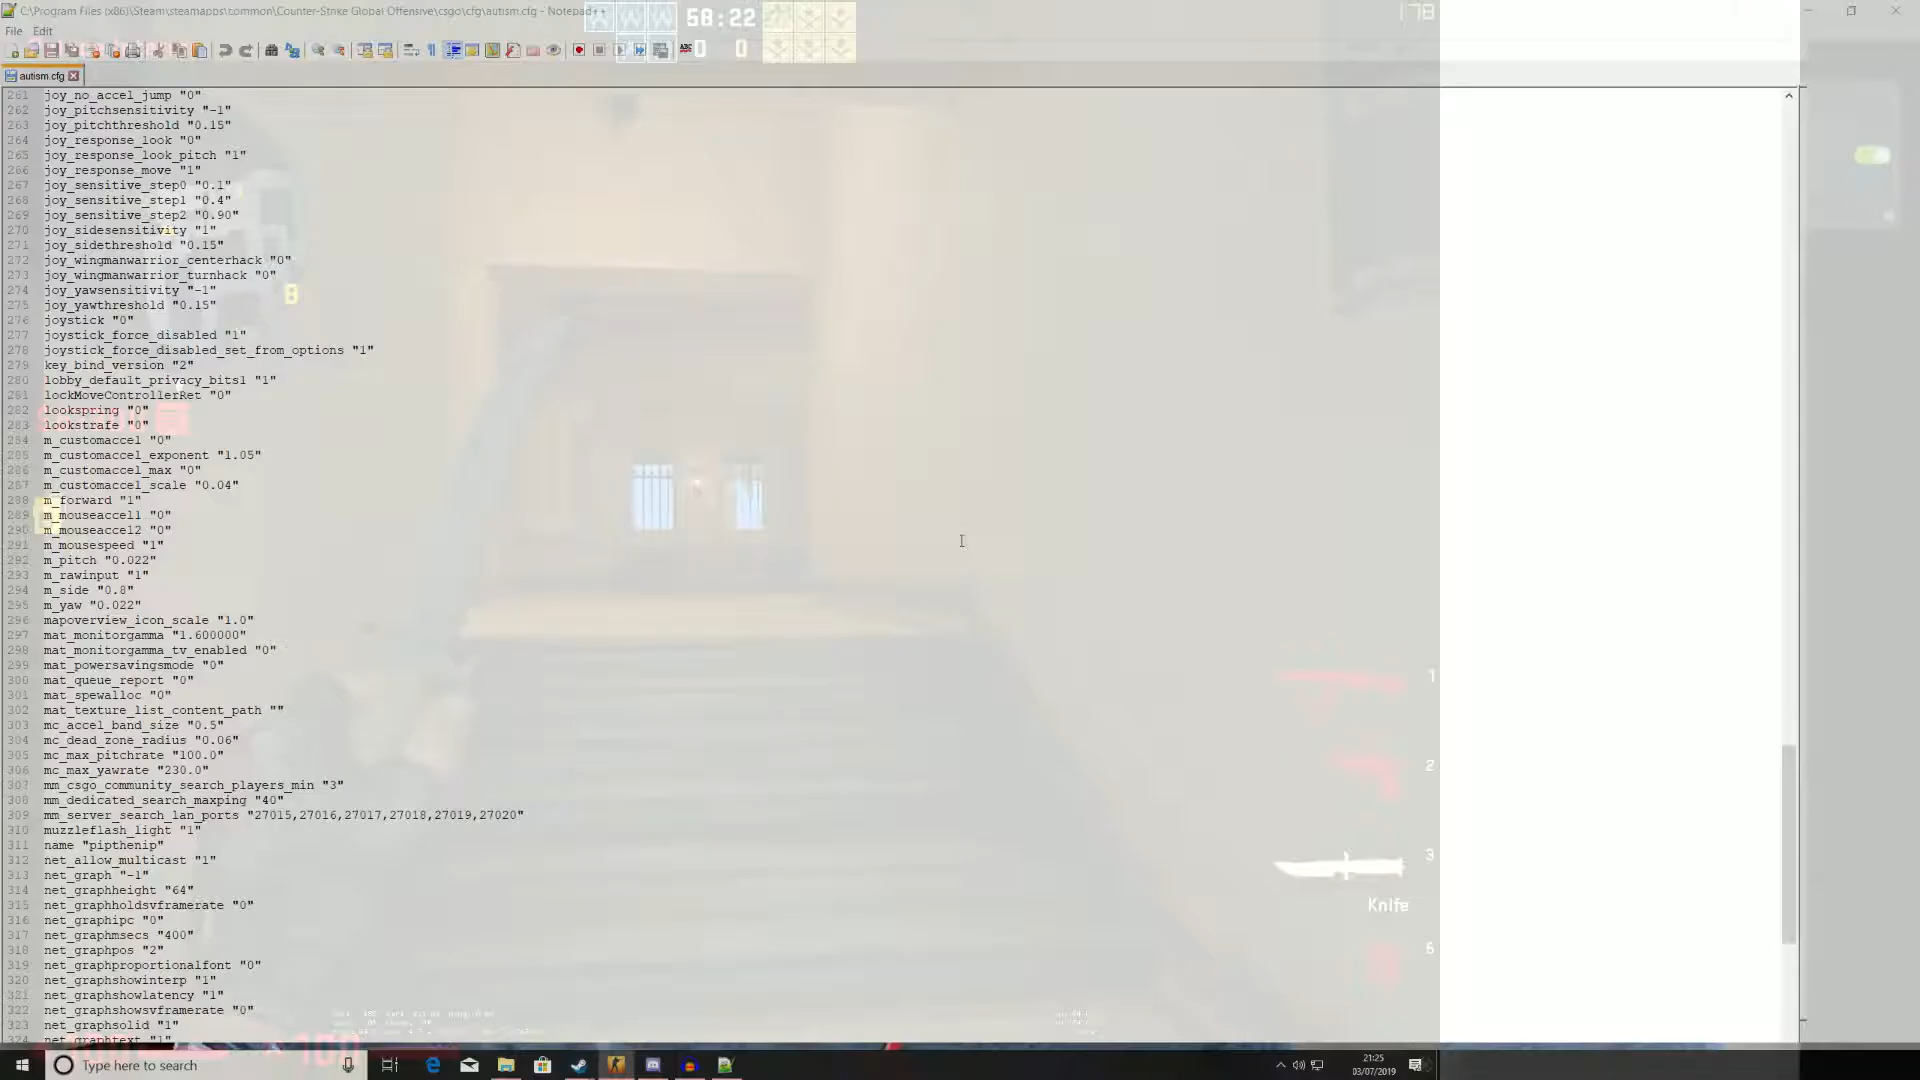 C:\Program Files (x86)\Steam\steamapps\common\Counter-Strike Global Offensive\csgo\cfg\autism.cfg - Notepad++
58:22
178
File Edit
0 0
autism.cfg
261 joy_no_accel_jump "0"
262 joy_pitchsensitivity "-1"
263 joy_pitchthreshold "0.15"
264 joy_response_look "0"
265 joy_response_look_pitch "1"
266 joy_response_move "1"
267 joy_sensitive_step0 "0.1"
268 joy_sensitive_step1 "0.4"
269 joy_sensitive_step2 "0.90"
270 joy_sidesensitivity "1"
271 joy_sidethreshold "0.15"
272 joy_wingmanwarrior_centerhack "0"
273 joy_wingmanwarrior_turnhack "0"
274 joy_yawsensitivity "-1"
B
275 joy_yawthreshold "0.15"
276 joystick "0"
277 joystick_force_disabled "1"
278 joystick_force_disabled_set_from_options "1"
279 key_bind_version "2"
280 lobby_default_privacy_bits1 "1"
281 lockMoveControllerRet "0"
282 lookspring "0"
283 lookstrafe "0"
284 m_customaccel "0"
285 m_customaccel_exponent "1.05"
286 m_customaccel_max "0"
287 m_customaccel_scale "0.04"
288 m_forward "1"
289 m_mouseaccel1 "0"
290 m_mouseaccel2 "0"
291 m_mousespeed "1"
292 m_pitch "0.022"
293 m_rawinput "1"
294 m_side "0.8"
295 m_yaw "0.022"
296 mapoverview_icon_scale "1.0"
297 mat_monitorgamma "1.600000"
298 mat_monitorgamma_tv_enabled "0"
299 mat_powersavingsmode "0"
300 mat_queue_report "0"
1
301 mat_spewalloc "0"
302 mat_texture_list_content_path ""
303 mc_accel_band_size "0.5"
304 mc_dead_zone_radius "0.06"
305 mc_max_pitchrate "100.0"
2
306 mc_max_yawrate "230.0"
307 mm_csgo_community_search_players_min "3"
308 mm_dedicated_search_maxping "40"
309 mm_server_search_lan_ports "27015,27016,27017,27018,27019,27020"
310 muzzleflash_light "1"
311 name "pipthenip"
3
312 net_allow_multicast "1"
313 net_graph "-1"
314 net_graphheight "64"
315 net_graphholdsvframerate "0"
Knife
316 net_graphipc "0"
317 net_graphmsecs "400"
318 net_graphpos "2"
319 net_graphproportionalfont "0"
320 net_graphshowinterp "1"
321 net_graphshowlatency "1"
322 net_graphshowsvframerate "0"
323 net_graphsolid "1"
324 net_graphtext "1"
100
Type here to search
21:25
03/07/2019